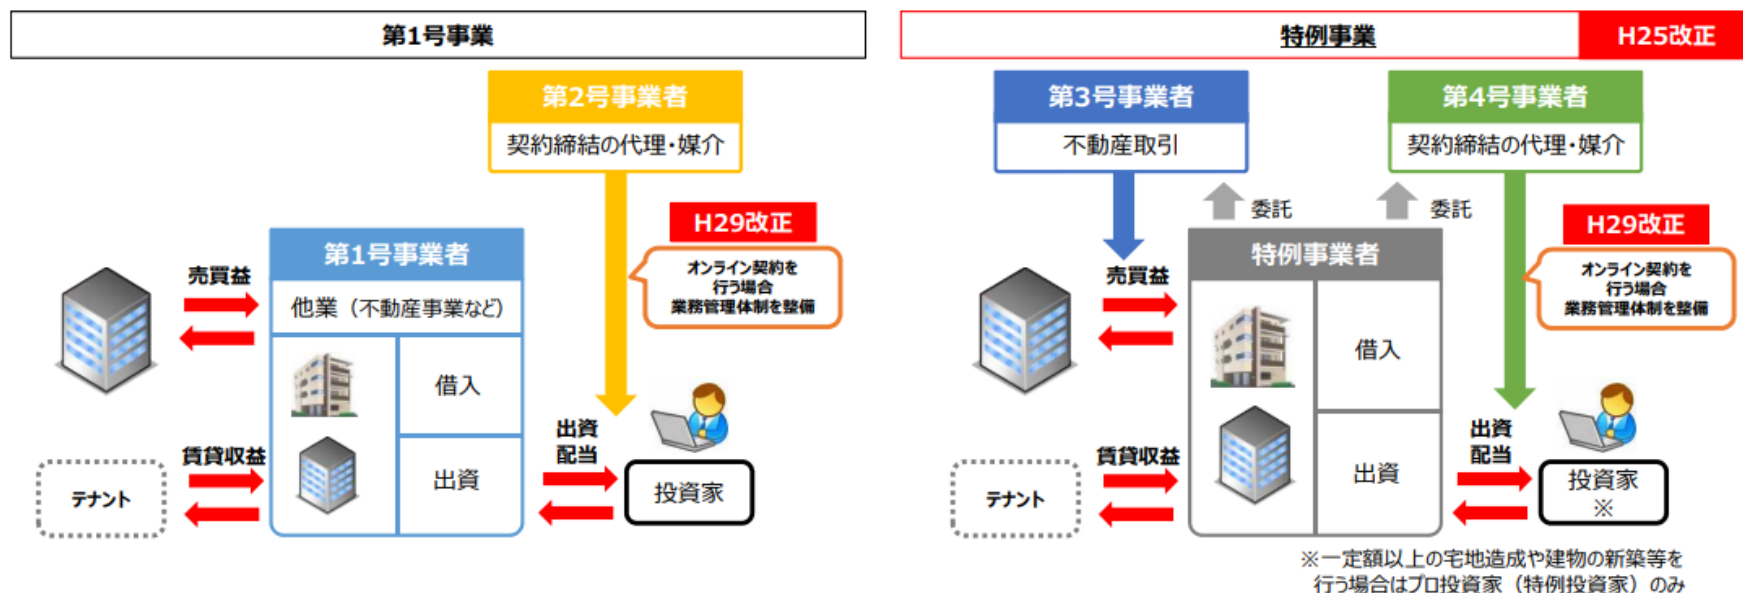 第1号事業
第2号事業者
契約締結の代理・媒介
H29改正
オンライン契約を
行う場合
業務管理体制を整備
第1号事業者
他業（不動産事業など）
借入
出資
売買益
賃貸収益
テナント
出資
配当
投資家
特例事業
H25改正
第3号事業者
不動産取引
第4号事業者
契約締結の代理・媒介
委託
委託
H29改正
オンライン契約を
行う場合
業務管理体制を整備
特例事業者
借入
出資
売買益
賃貸収益
テナント
出資
配当
投資家
※
※一定額以上の宅地造成や建物の新築等を
行う場合はプロ投資家（特例投資家）のみ